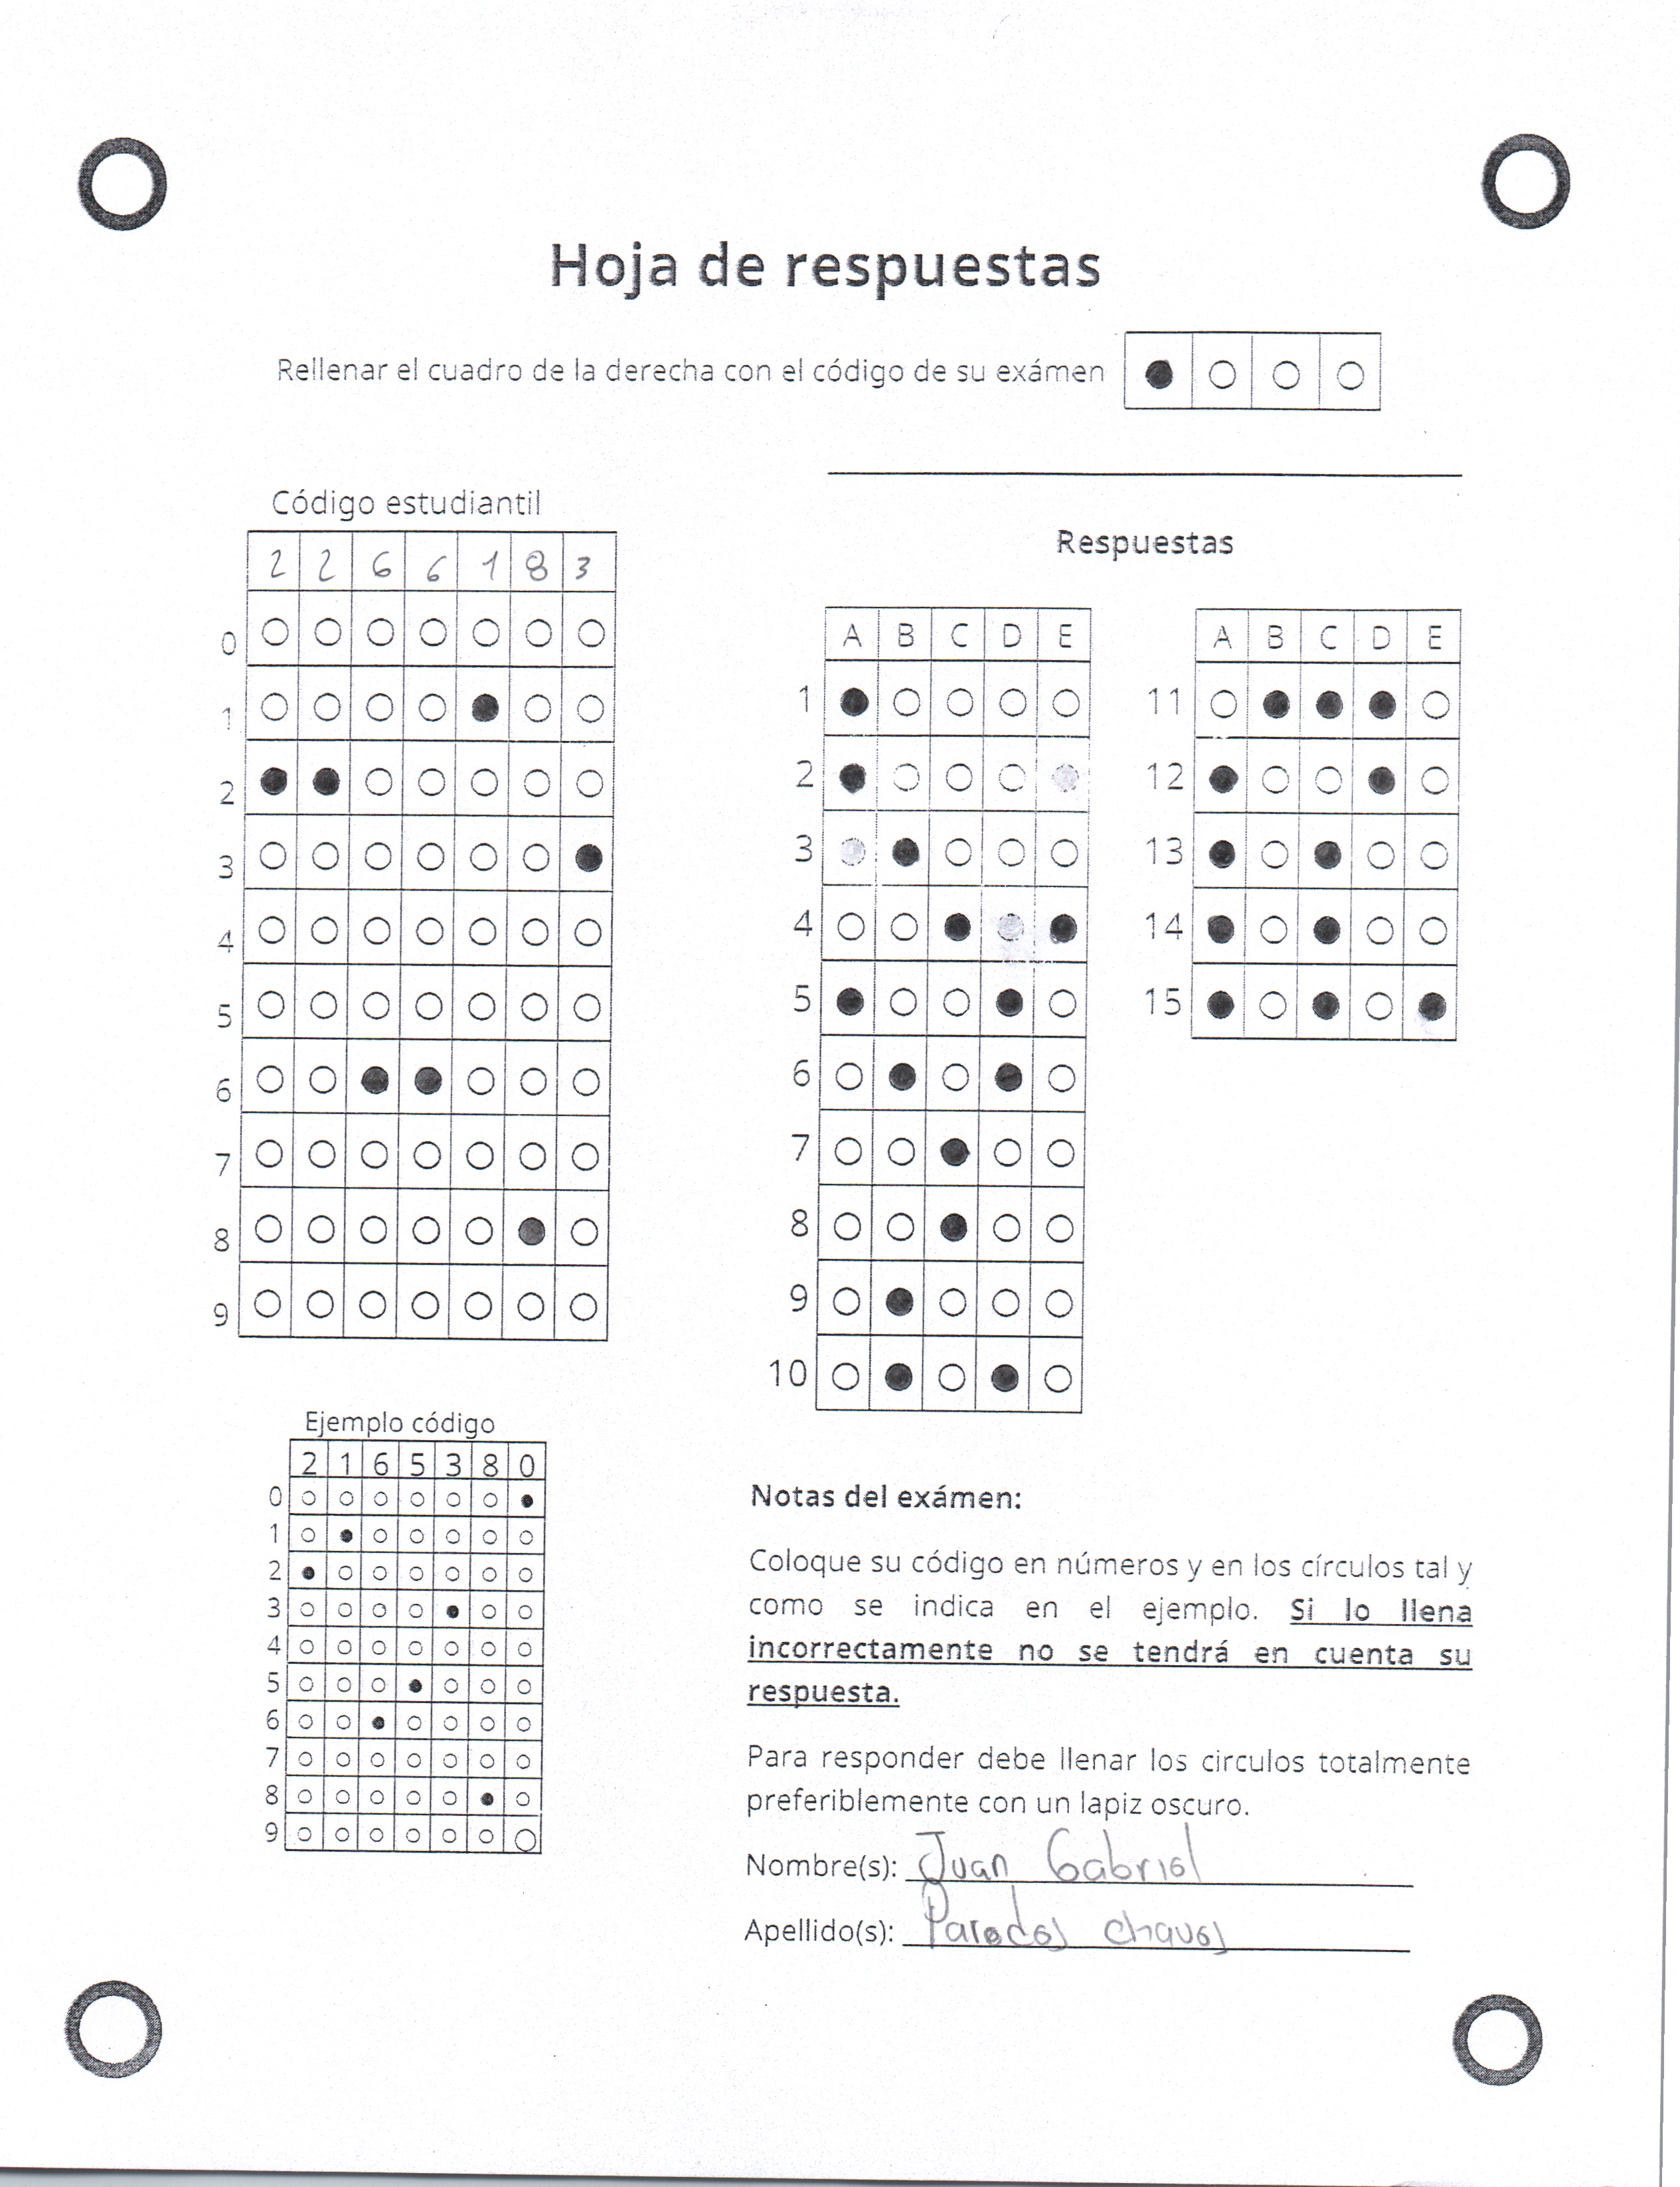 Hoja de respuestas
Rellenar el cuadro de la derecha con el código de su exámen
Código estudiantil
2 2 6 6 1 8 3
0
1
2
3
4
5
6
7
8
9
Respuestas
A B C D E
1
2
3
4
5
6
7
8
9
10
A B C D E
11
12
13
14
15
Ejemplo código
2 1 6 5 3 8 0
0
1
2
3
4
5
6
7
8
9
Notas del exámen:
Coloque su código en números y en los círculos tal y
como se indica en el ejemplo. Si lo llena
incorrectamente no se tendrá en cuenta su
respuesta.
Para responder debe llenar los circulos totalmente
preferiblemente con un lapiz oscuro.
Nombre(s): Juan Gabriel
Apellido(s): Paredes chaves